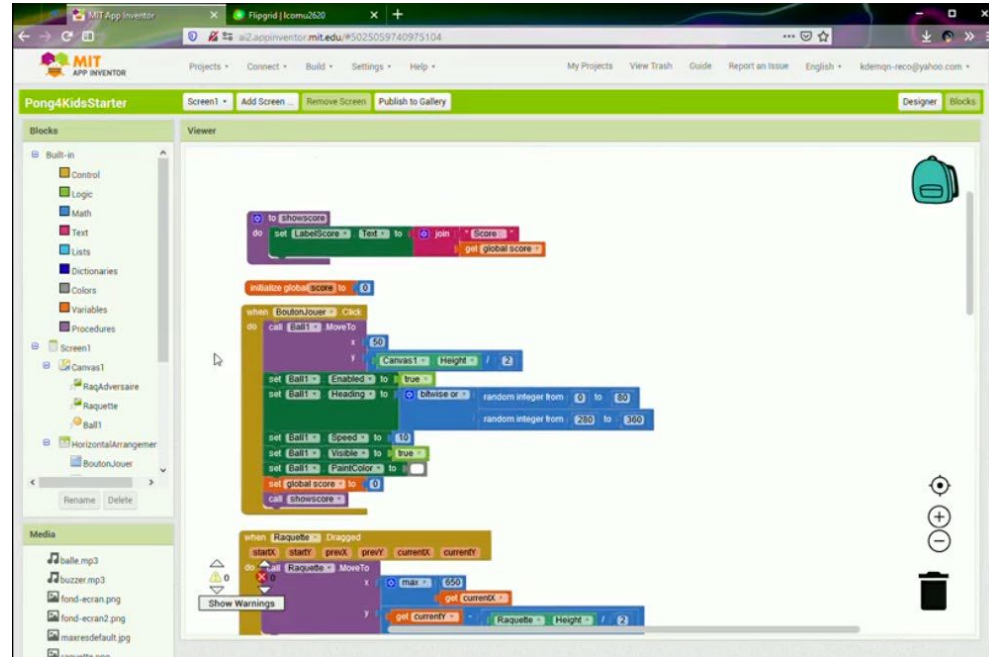 MIT App Inventor
Flipgrid | lcornu2620
ai2.appinventor.mit.edu/#5025059740975104
MIT
APP INVENTOR
Projects Connect Build Settings Help My Projects View Trash Guide Report an Issue English kdemqn-reco@yahoo.com
Pong4KidsStarter
Screen1 Add Screen ... Remove Screen Publish to Gallery Designer Blocks
Blocks
Viewer
Built-in
Control
Logic
Math
Text
Lists
Dictionaries
Colors
Variables
Procedures
Screen1
Canvas1
RaqAdversaire
Raquette
Ball1
HorizontalArrangemer
BoutonJouer
Rename Delete
Media
balle.mp3
buzzer.mp3
fond-ecran.png
fond-ecran2.png
maxresdefault.jpg
raquette.png
to showscore
do set LabelScore . Text to join " Score : "
get global score
initialize global score to 0
when BoutonJouer .Click
do call Ball1 .MoveTo
x 50
y Canvas1 . Height / 2
set Ball1 . Enabled to true
set Ball1 . Heading to bitwise or random integer from 0 to 80
random integer from 280 to 360
set Ball1 . Speed to 10
set Ball1 . Visible to true
set Ball1 . PaintColor to
set global score to 0
call showscore
when Raquette .Dragged
startX startY prevX prevY currentX currentY
do call Raquette .MoveTo
x max 650
get currentX
y get currentY - Raquette . Height / 2
0 0
Show Warnings